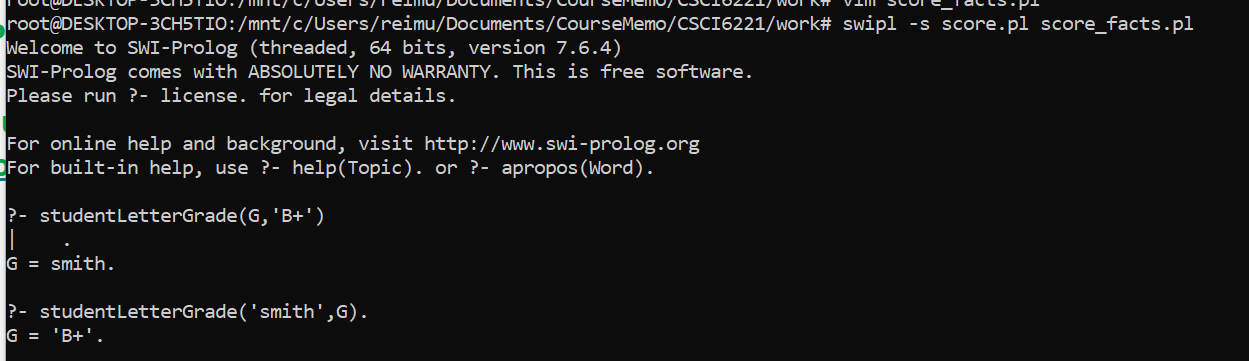 root@DESKTOP-3CH5TIO:/mnt/c/Users/reimu/Documents/CourseMemo/CSCI6221/work# vim score_facts.pl
root@DESKTOP-3CH5TIO:/mnt/c/Users/reimu/Documents/CourseMemo/CSCI6221/work# swipl -s score.pl score_facts.pl
Welcome to SWI-Prolog (threaded, 64 bits, version 7.6.4)
SWI-Prolog comes with ABSOLUTELY NO WARRANTY. This is free software.
Please run ?- license. for legal details.
For online help and background, visit http://www.swi-prolog.org
For built-in help, use ?- help(Topic). or ?- apropos(Word).
?- studentLetterGrade(G,'B+')
|    .
G = smith.
?- studentLetterGrade('smith',G).
G = 'B+'.